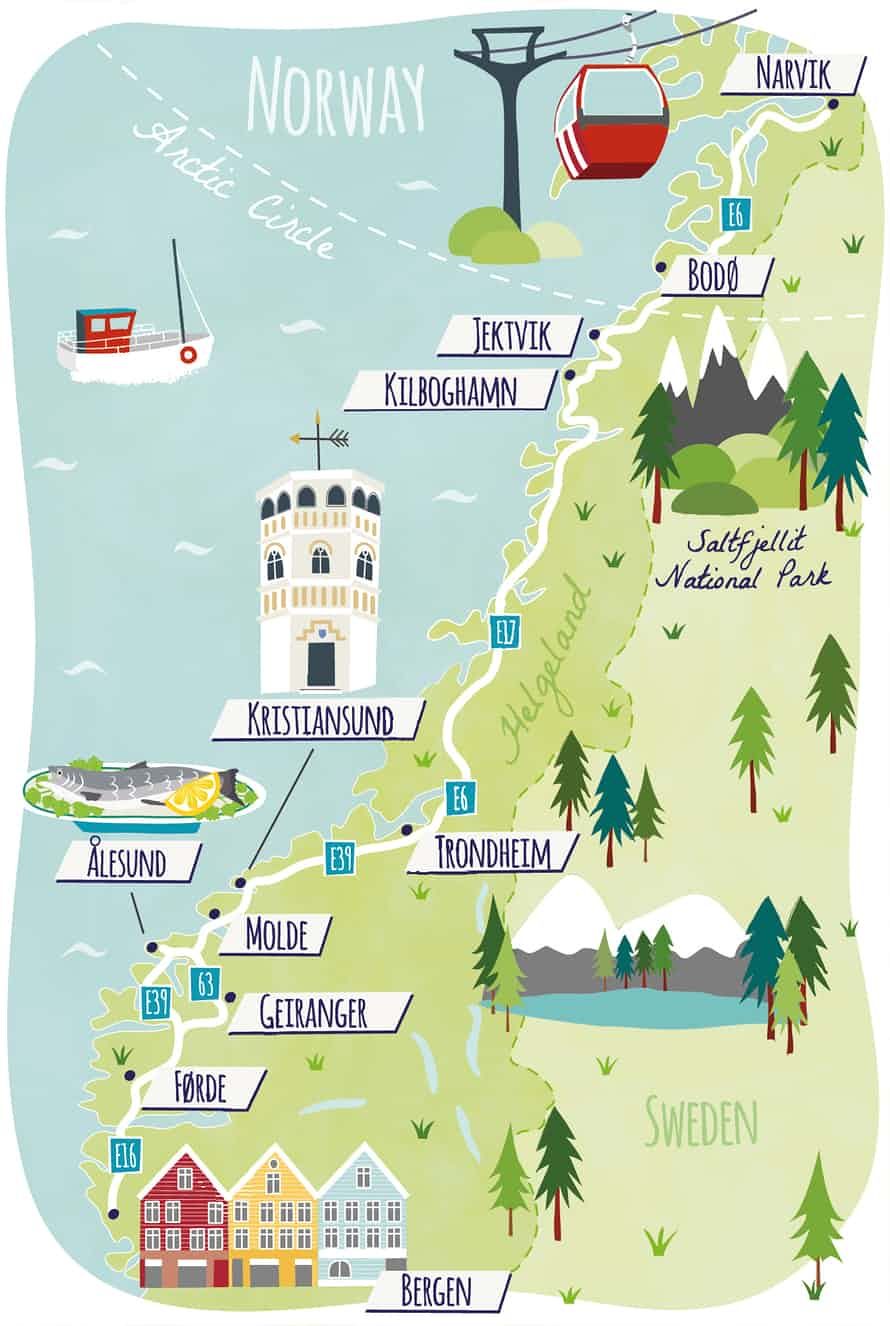 NORWAY
NARVIK
Arctic Circle
E6
BODØ
JEKTVIK
KILBOGHAMN
Saltfjellit
National Park
E17
Helgeland
KRISTIANSUND
E6
TRONDHEIM
E39
ÅLESUND
MOLDE
63
E39
GEIRANGER
FØRDE
SWEDEN
E16
BERGEN